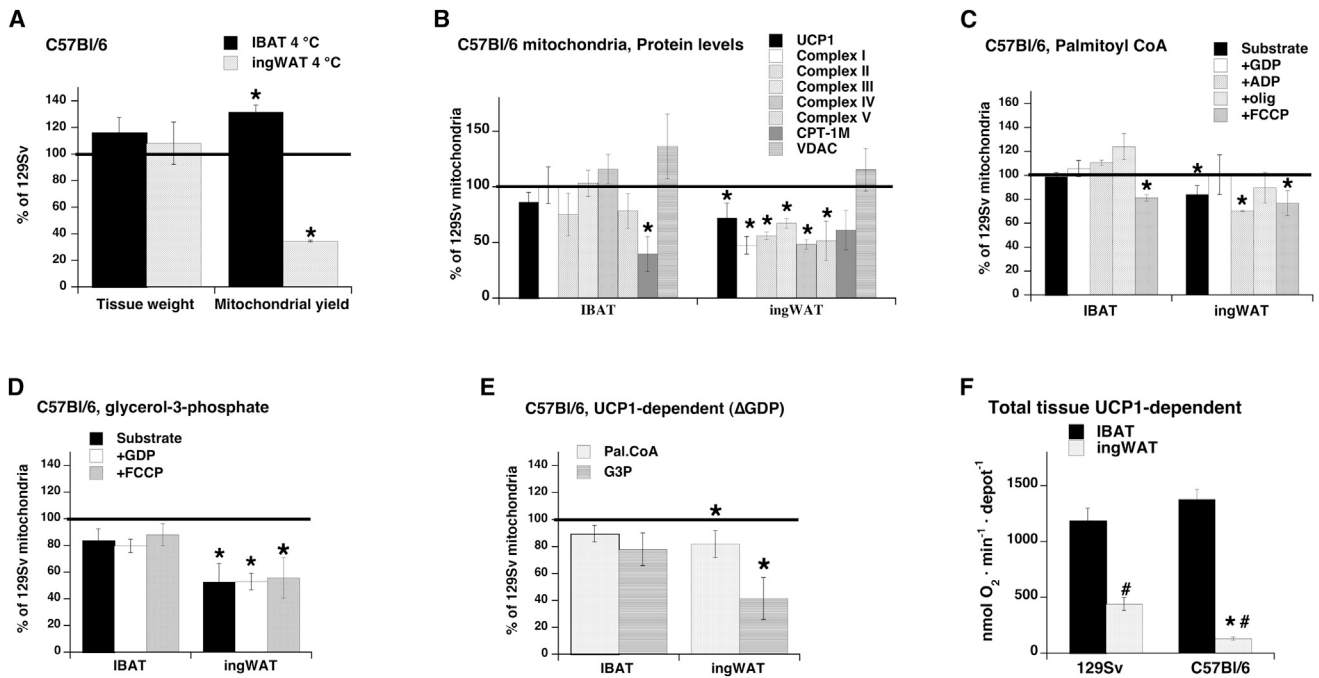 A
C57Bl/6
IBAT 4 °C
ingWAT 4 °C
% of 129Sv
140
120
100
80
60
40
20
0
*
*
Tissue weight
Mitochondrial yield
B
C57Bl/6 mitochondria, Protein levels
UCP1
Complex I
Complex II
Complex III
Complex IV
Complex V
CPT-1M
VDAC
% of 129Sv mitochondria
150
100
50
0
*
*
*
*
*
*
*
IBAT
ingWAT
C
C57Bl/6, Palmitoyl CoA
Substrate
+GDP
+ADP
+olig
+FCCP
% of 129Sv mitochondria
160
140
120
100
80
60
40
20
0
*
*
*
*
IBAT
ingWAT
D
C57Bl/6, glycerol-3-phosphate
Substrate
+GDP
+FCCP
% of 129Sv mitochondria
140
120
100
80
60
40
20
0
*
*
*
IBAT
ingWAT
E
C57Bl/6, UCP1-dependent (ΔGDP)
Pal.CoA
G3P
% of 129Sv mitochondria
140
120
100
80
60
40
20
0
*
*
IBAT
ingWAT
F
Total tissue UCP1-dependent
IBAT
ingWAT
nmol O₂ · min⁻¹ · depot⁻¹
1500
1000
500
0
#
* #
129Sv
C57Bl/6